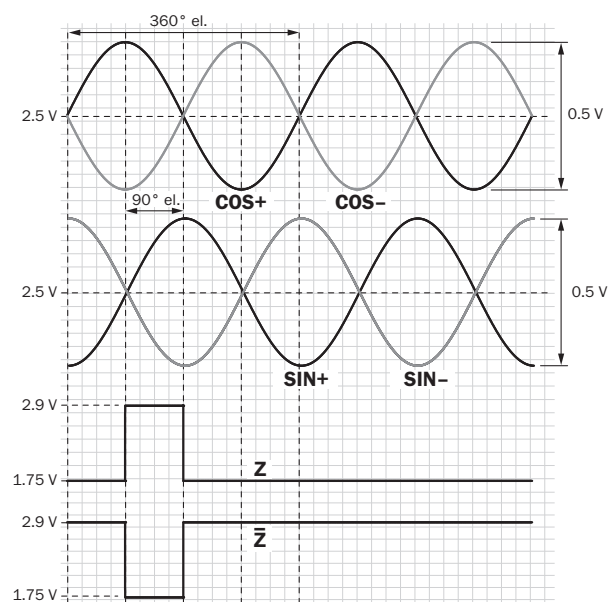 360° el.
2.5 V
0.5 V
90° el.
COS+
COS–
2.5 V
0.5 V
SIN+
SIN–
2.9 V
Z
1.75 V
2.9 V
Z̅
1.75 V